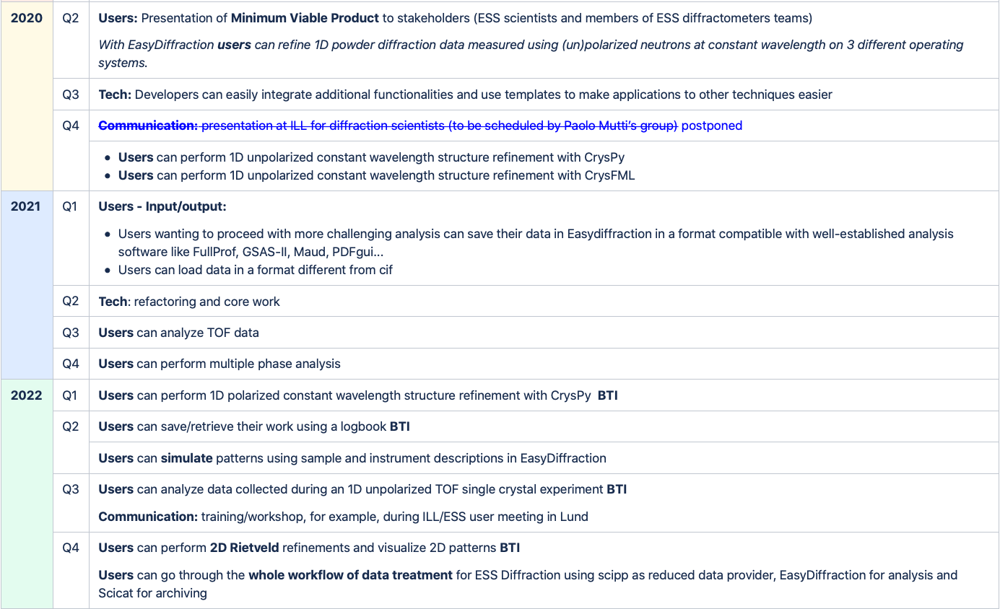 2020
Q2
Users: Presentation of Minimum Viable Product to stakeholders (ESS scientists and members of ESS diffractometers teams)
With EasyDiffraction users can refine 1D powder diffraction data measured using (un)polarized neutrons at constant wavelength on 3 different operating
systems.
Q3
Tech: Developers can easily integrate additional functionalities and use templates to make applications to other techniques easier
Q4
Communication: presentation at ILL for diffraction scientists (to be scheduled by Paolo Mutti's group) postponed
• Users can perform 1D unpolarized constant wavelength structure refinement with CrysPy
• Users can perform 1D unpolarized constant wavelength structure refinement with CrysFML
2021
Q1
Users - Input/output:
• Users wanting to proceed with more challenging analysis can save their data in Easydiffraction in a format compatible with well-established analysis
software like FullProf, GSAS-II, Maud, PDFgui...
• Users can load data in a format different from cif
Q2
Tech: refactoring and core work
Q3
Users can analyze TOF data
Q4
Users can perform multiple phase analysis
2022
Q1
Users can perform 1D polarized constant wavelength structure refinement with CrysPy BTI
Q2
Users can save/retrieve their work using a logbook BTI
Users can simulate patterns using sample and instrument descriptions in EasyDiffraction
Q3
Users can analyze data collected during an 1D unpolarized TOF single crystal experiment BTI
Communication: training/workshop, for example, during ILL/ESS user meeting in Lund
Q4
Users can perform 2D Rietveld refinements and visualize 2D patterns BTI
Users can go through the whole workflow of data treatment for ESS Diffraction using scipp as reduced data provider, EasyDiffraction for analysis and
Scicat for archiving